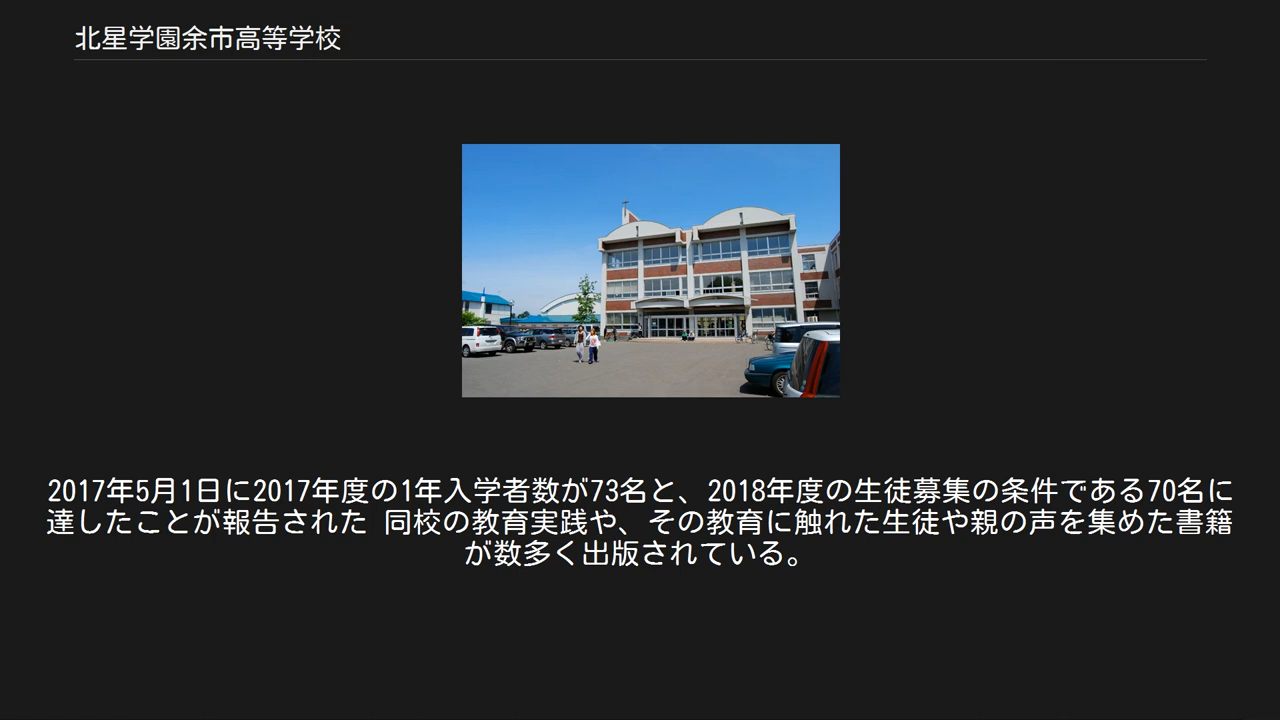 北星学園余市高等学校
2017年5月1日に2017年度の1年入学者数が73名と、2018年度の生徒募集の条件である70名に
達したことが報告された 同校の教育実践や、その教育に触れた生徒や親の声を集めた書籍
が数多く出版されている。